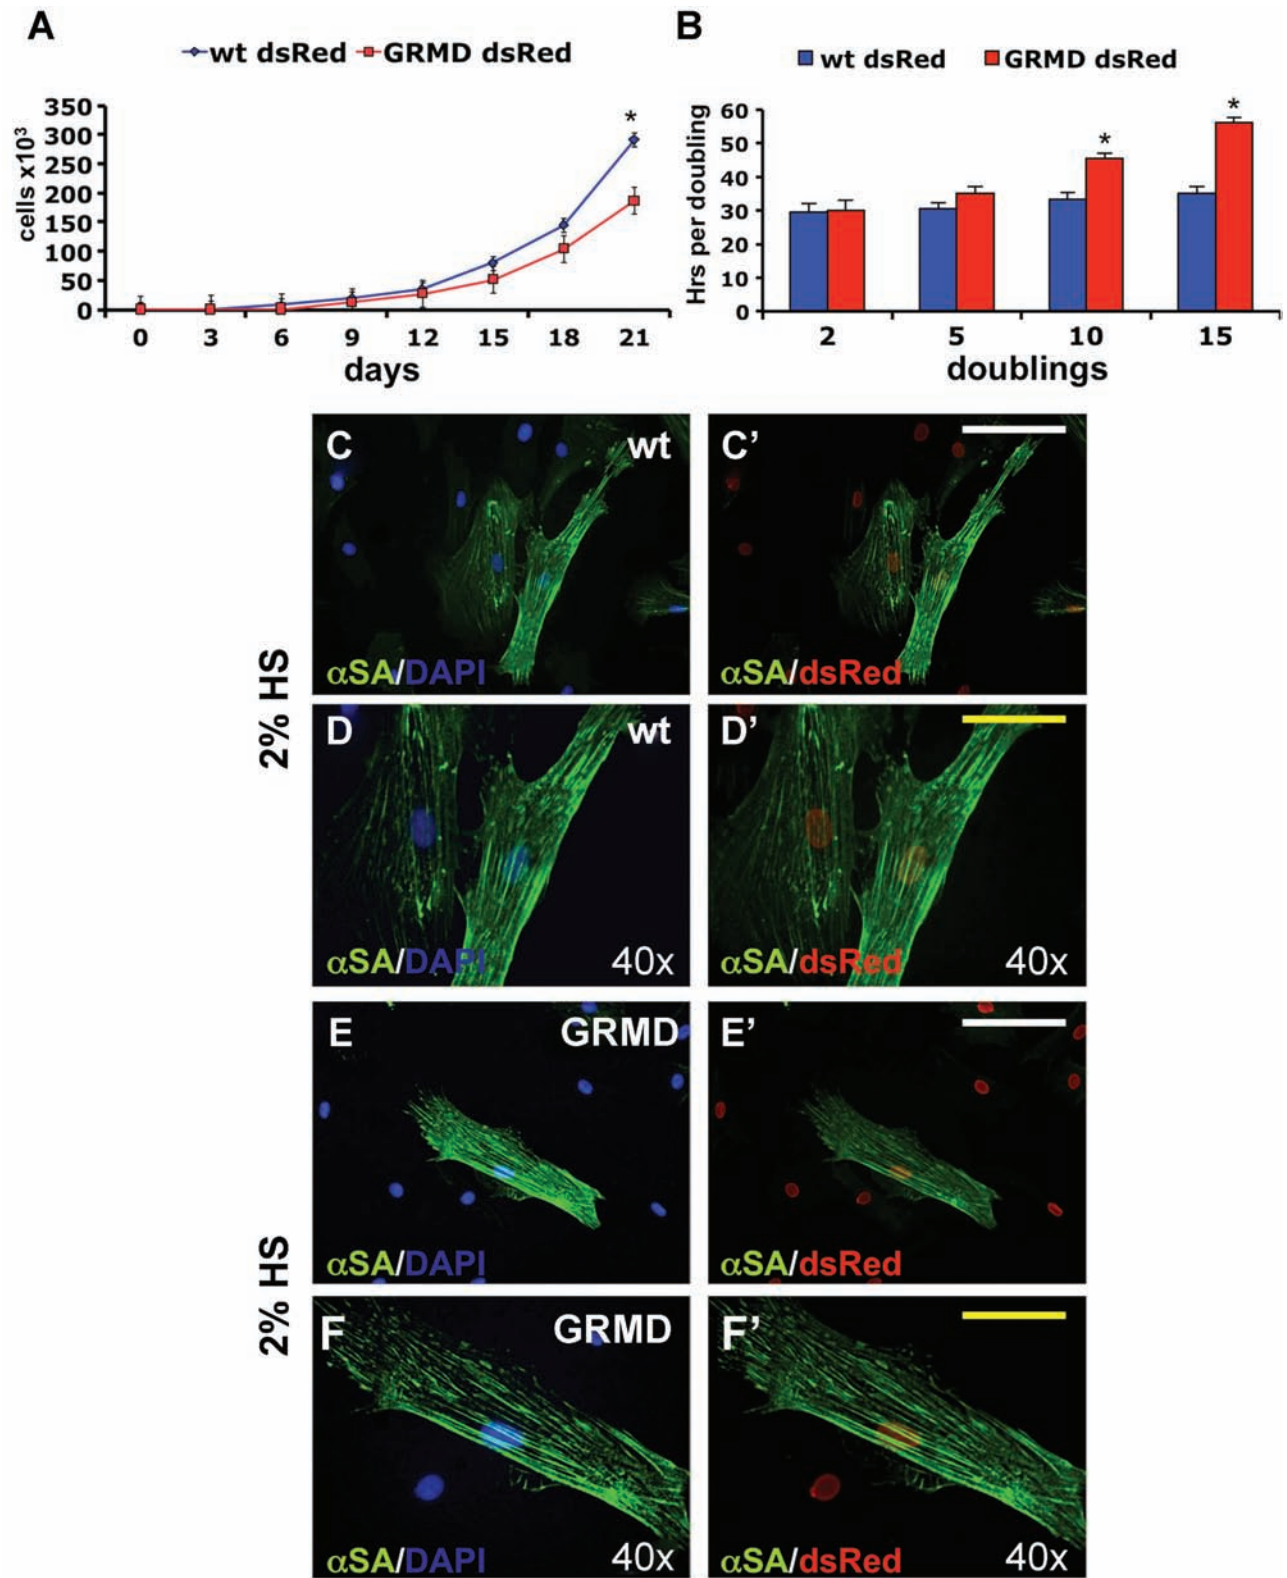 A
wt dsRed GRMD dsRed
350
300
250
200
150
100
50
0
cells x10³
*
0 3 6 9 12 15 18 21
days
B
wt dsRed GRMD dsRed
60
50
40
30
20
10
0
Hrs per doubling
* *
2 5 10 15
doublings
2% HS
C wt
αSA/DAPI
C’
αSA/dsRed
D wt
αSA/DAPI 40x
D’
αSA/dsRed 40x
2% HS
E GRMD
αSA/DAPI
E’
αSA/dsRed
F GRMD
αSA/DAPI 40x
F’
αSA/dsRed 40x